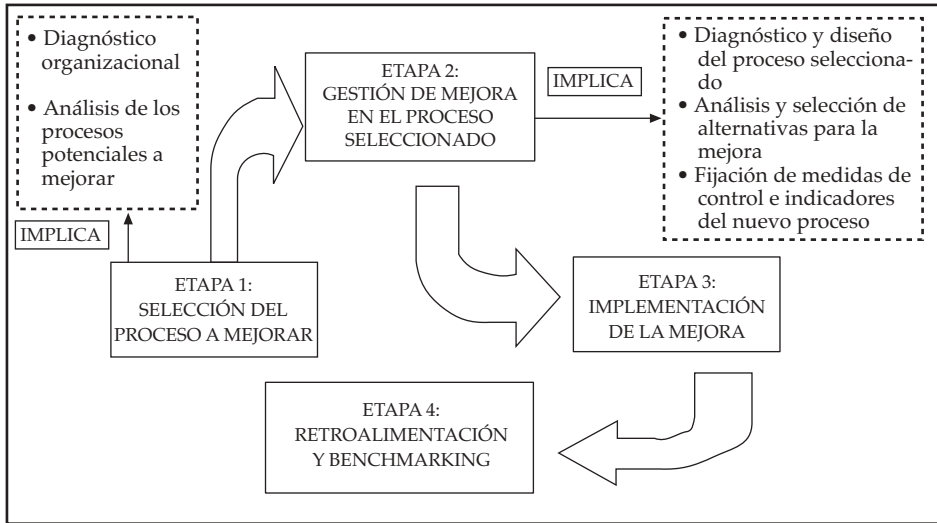 • Diagnóstico
organizacional
• Análisis de los
procesos
potenciales a
mejorar
IMPLICA
ETAPA 1:
SELECCIÓN DEL
PROCESO A MEJORAR
ETAPA 2:
GESTIÓN DE MEJORA
EN EL PROCESO
SELECCIONADO
IMPLICA
• Diagnóstico y diseño
del proceso selecciona-
do
• Análisis y selección de
alternativas para la
mejora
• Fijación de medidas de
control e indicadores
del nuevo proceso
ETAPA 3:
IMPLEMENTACIÓN
DE LA MEJORA
ETAPA 4:
RETROALIMENTACIÓN
Y BENCHMARKING